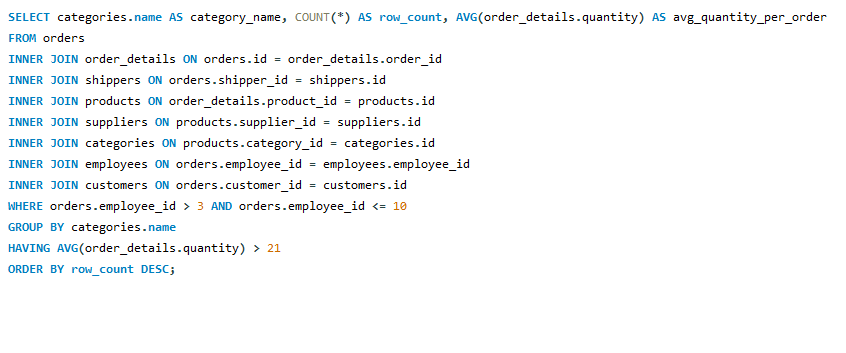 SELECT categories.name AS category_name, COUNT(*) AS row_count, AVG(order_details.quantity) AS avg_quantity_per_order
FROM orders
INNER JOIN order_details ON orders.id = order_details.order_id
INNER JOIN shippers ON orders.shipper_id = shippers.id
INNER JOIN products ON order_details.product_id = products.id
INNER JOIN suppliers ON products.supplier_id = suppliers.id
INNER JOIN categories ON products.category_id = categories.id
INNER JOIN employees ON orders.employee_id = employees.employee_id
INNER JOIN customers ON orders.customer_id = customers.id
WHERE orders.employee_id > 3 AND orders.employee_id <= 10
GROUP BY categories.name
HAVING AVG(order_details.quantity) > 21
ORDER BY row_count DESC;